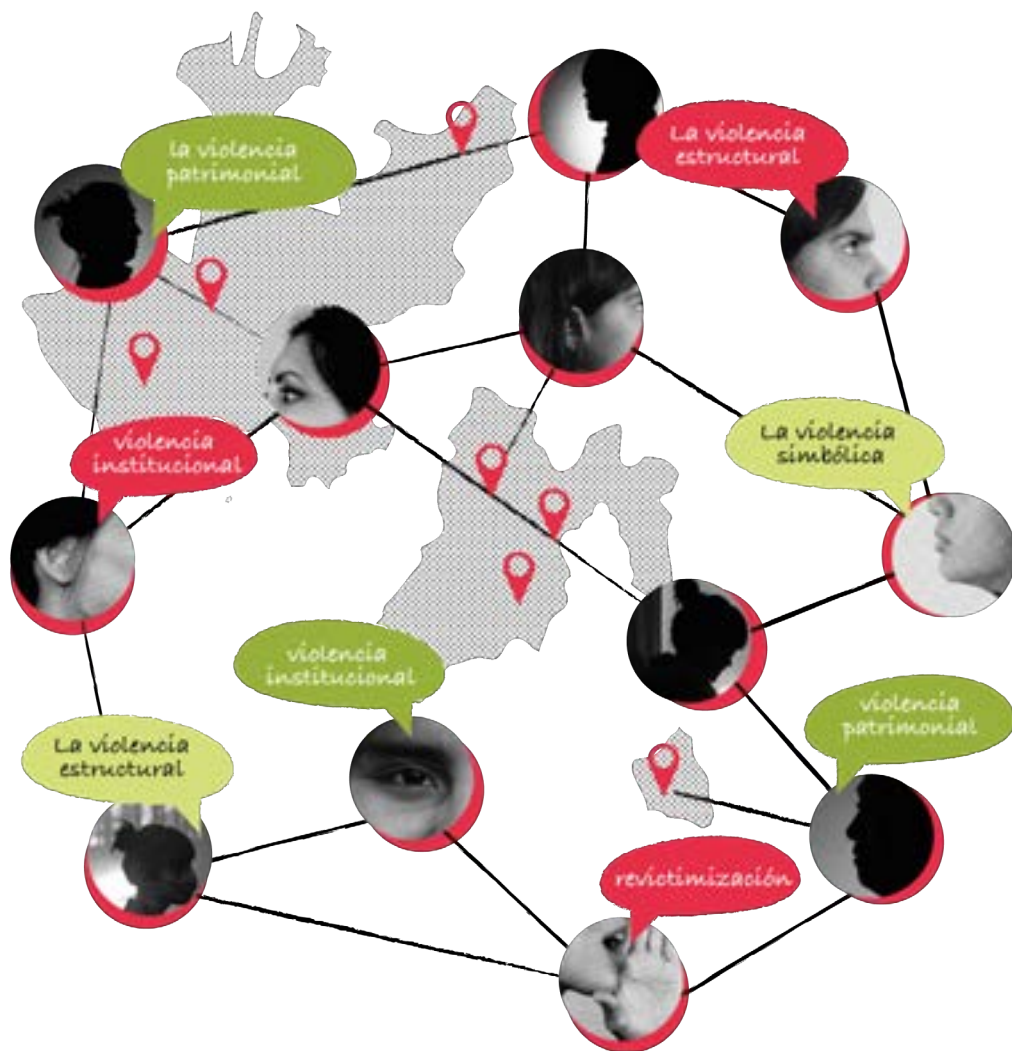 La violencia
estructural
la violencia
patrimonial
La violencia
simbólica
violencia
institucional
violencia
institucional
violencia
patrimonial
La violencia
estructural
revictimización